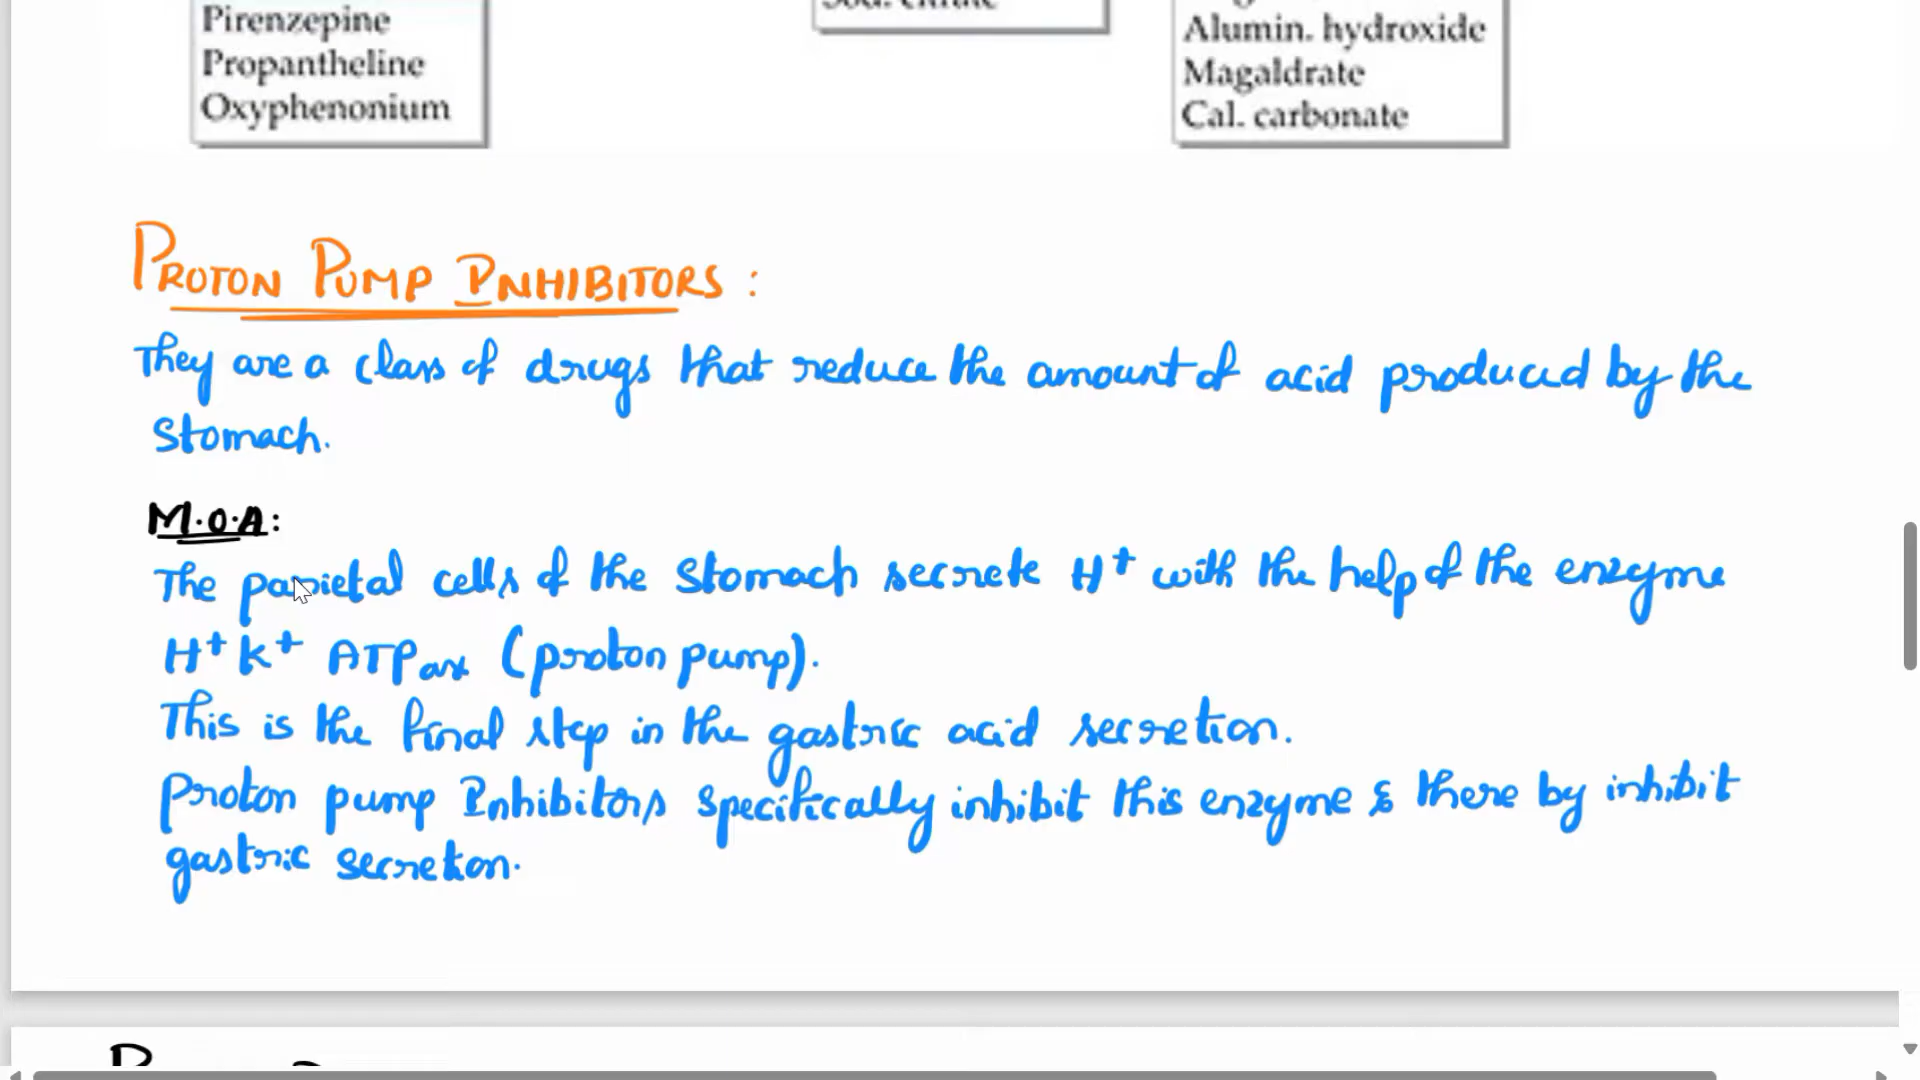 Pirenzepine
Propantheline
Oxyphenonium
Sod. citrate
Alumin. hydroxide
Magaldrate
Cal. carbonate
PROTON PUMP INHIBITORS :
They are a class of drugs that reduce the amount of acid produced by the
stomach.
M.O.A:
The parietal cells of the stomach secrete H+ with the help of the enzyme
H+ K+ ATPase (proton pump).
This is the final step in the gastric acid secretion.
Proton pump Inhibitors specifically inhibit this enzyme & there by inhibit
gastric secretion.